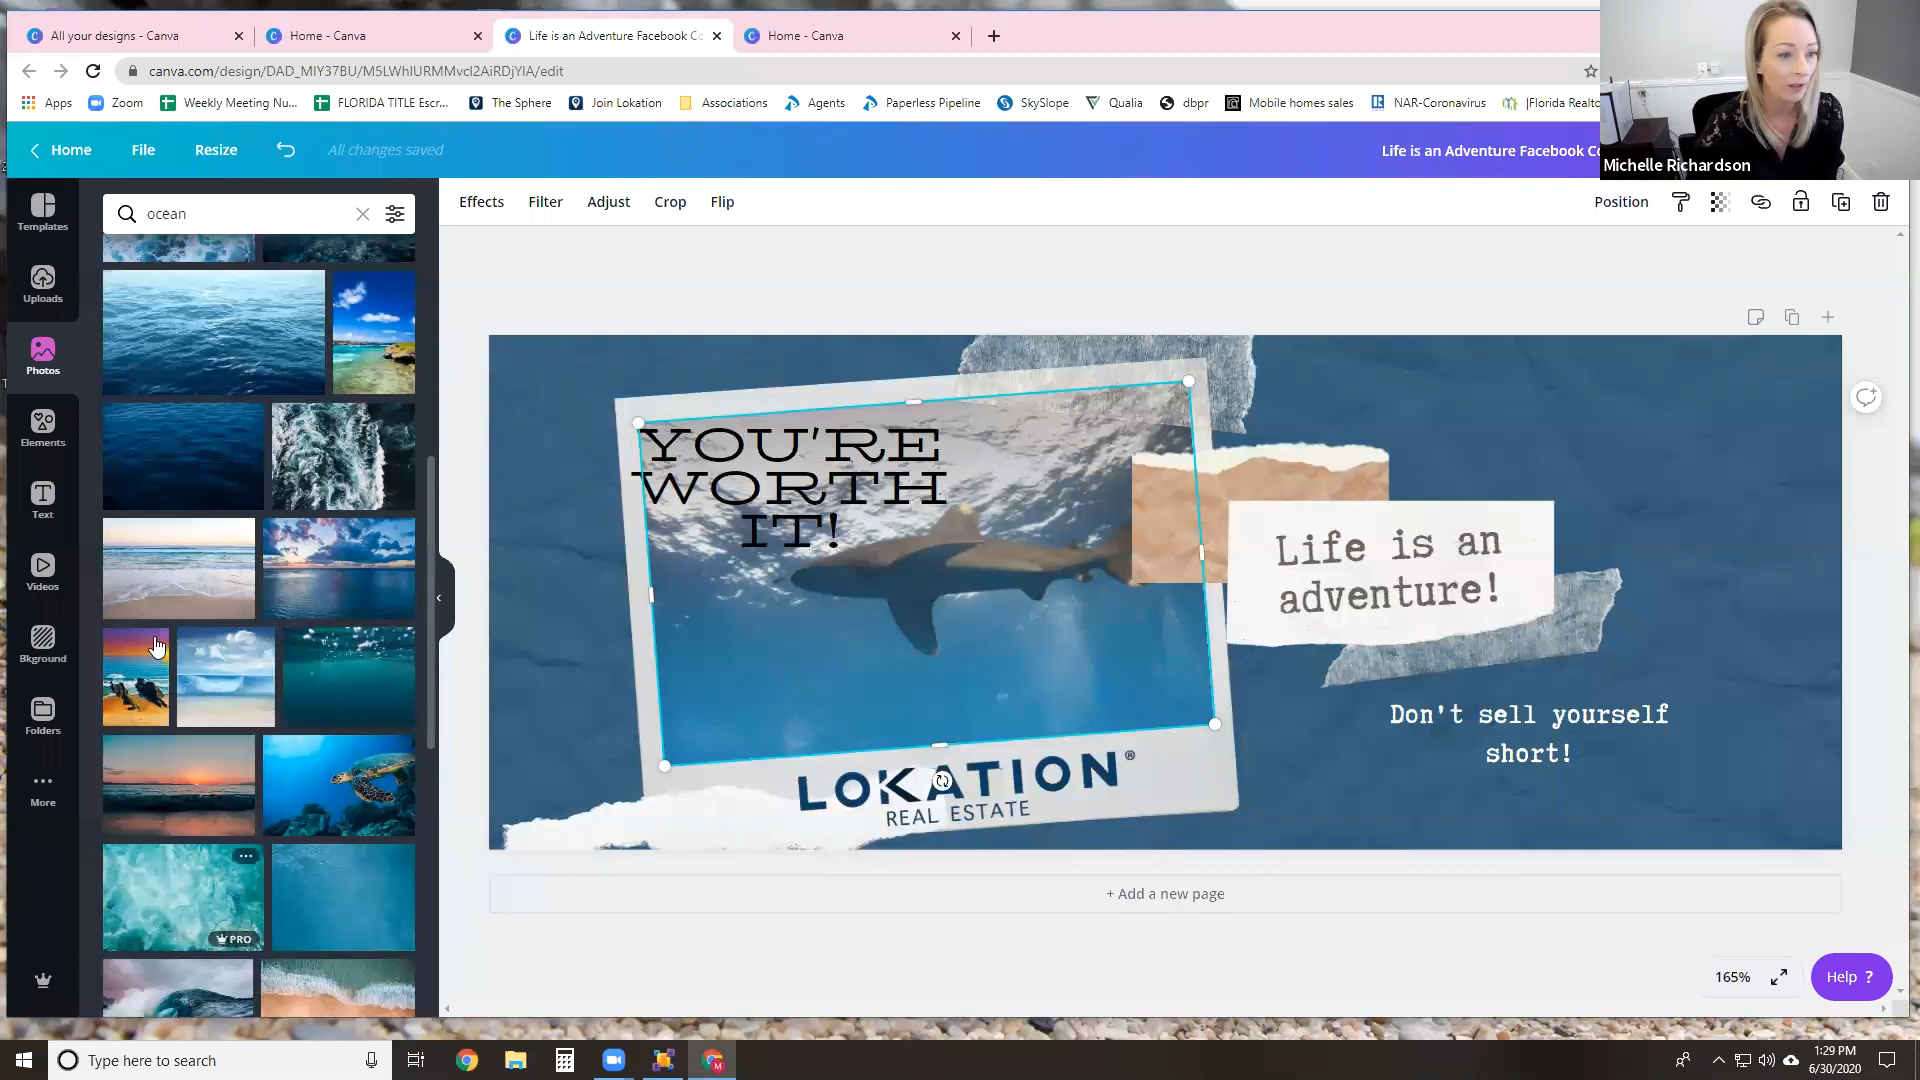 All your designs - Canva
Home - Canva
Life is an Adventure Facebook Co
Home - Canva
canva.com/design/DAD_MIY37BU/M5LWhIURMMvcI2AiRDjYIA/edit
Apps
Zoom
Weekly Meeting Nu...
FLORIDA TITLE Escr...
The Sphere
Join Lokation
Associations
Agents
Paperless Pipeline
SkySlope
Qualia
dbpr
Mobile homes sales
NAR-Coronavirus
|Florida Realto
Michelle Richardson
Home
File
Resize
All changes saved
Life is an Adventure Facebook Co
Templates
Uploads
Photos
Elements
Text
Videos
Bkground
Folders
More
ocean
PRO
Effects
Filter
Adjust
Crop
Flip
Position
YOU'RE
WORTH
IT!
LOKATION®
REAL ESTATE
Life is an
adventure!
Don't sell yourself
short!
+ Add a new page
165%
Help ?
Type here to search
1:29 PM
6/30/2020